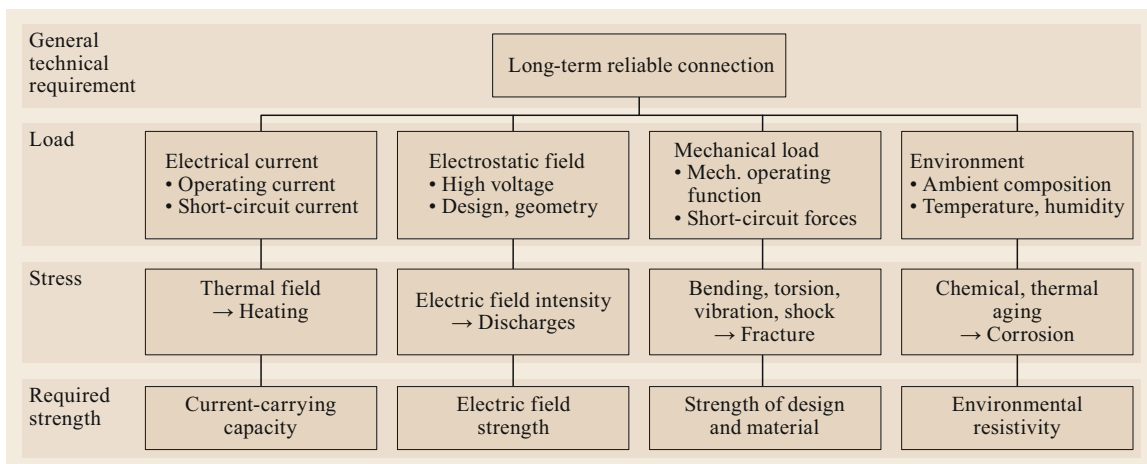 General
technical
requirement
Long-term reliable connection
Load
Electrical current
• Operating current
• Short-circuit current
Electrostatic field
• High voltage
• Design, geometry
Mechanical load
• Mech. operating
function
• Short-circuit forces
Environment
• Ambient composition
• Temperature, humidity
Stress
Thermal field
→ Heating
Electric field intensity
→ Discharges
Bending, torsion,
vibration, shock
→ Fracture
Chemical, thermal
aging
→ Corrosion
Required
strength
Current-carrying
capacity
Electric field
strength
Strength of design
and material
Environmental
resistivity